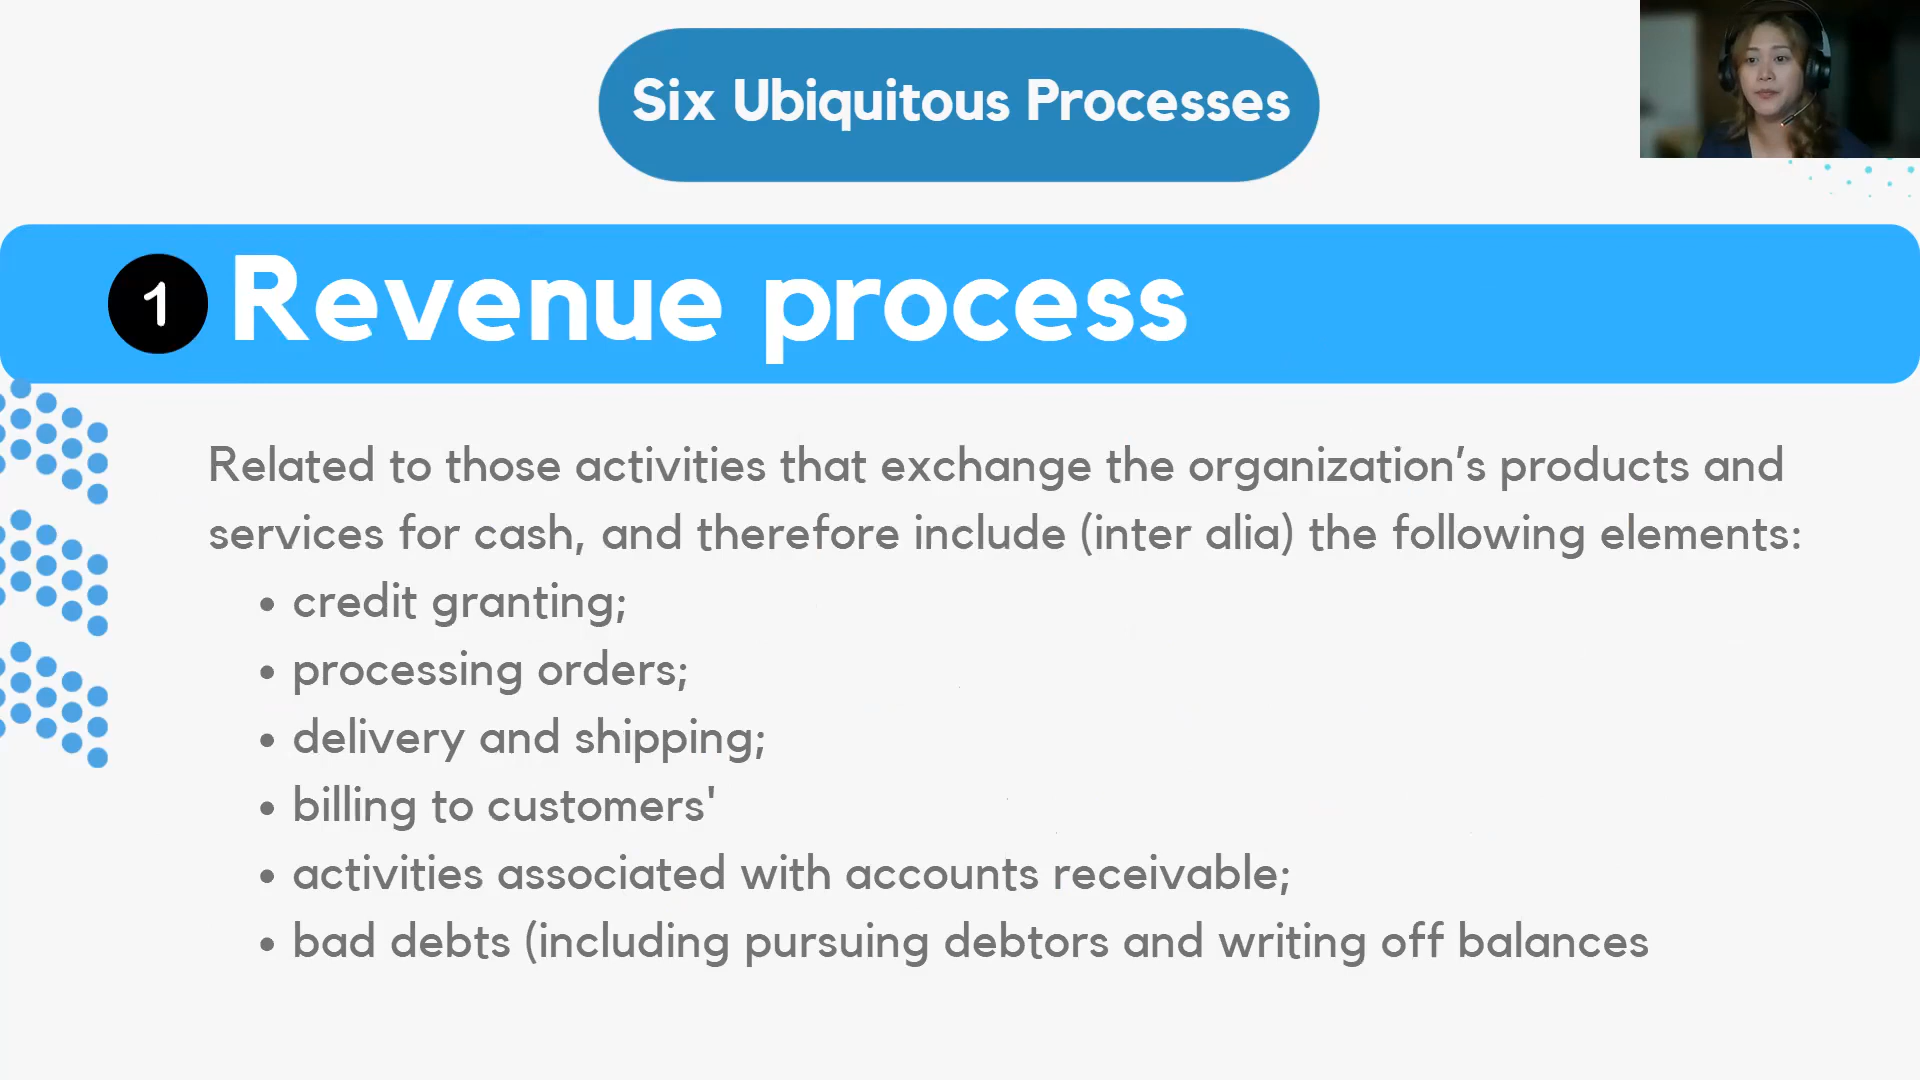 Six Ubiquitous Processes
1 Revenue process
Related to those activities that exchange the organization’s products and
services for cash, and therefore include (inter alia) the following elements:
• credit granting;
• processing orders;
• delivery and shipping;
• billing to customers'
• activities associated with accounts receivable;
• bad debts (including pursuing debtors and writing off balances